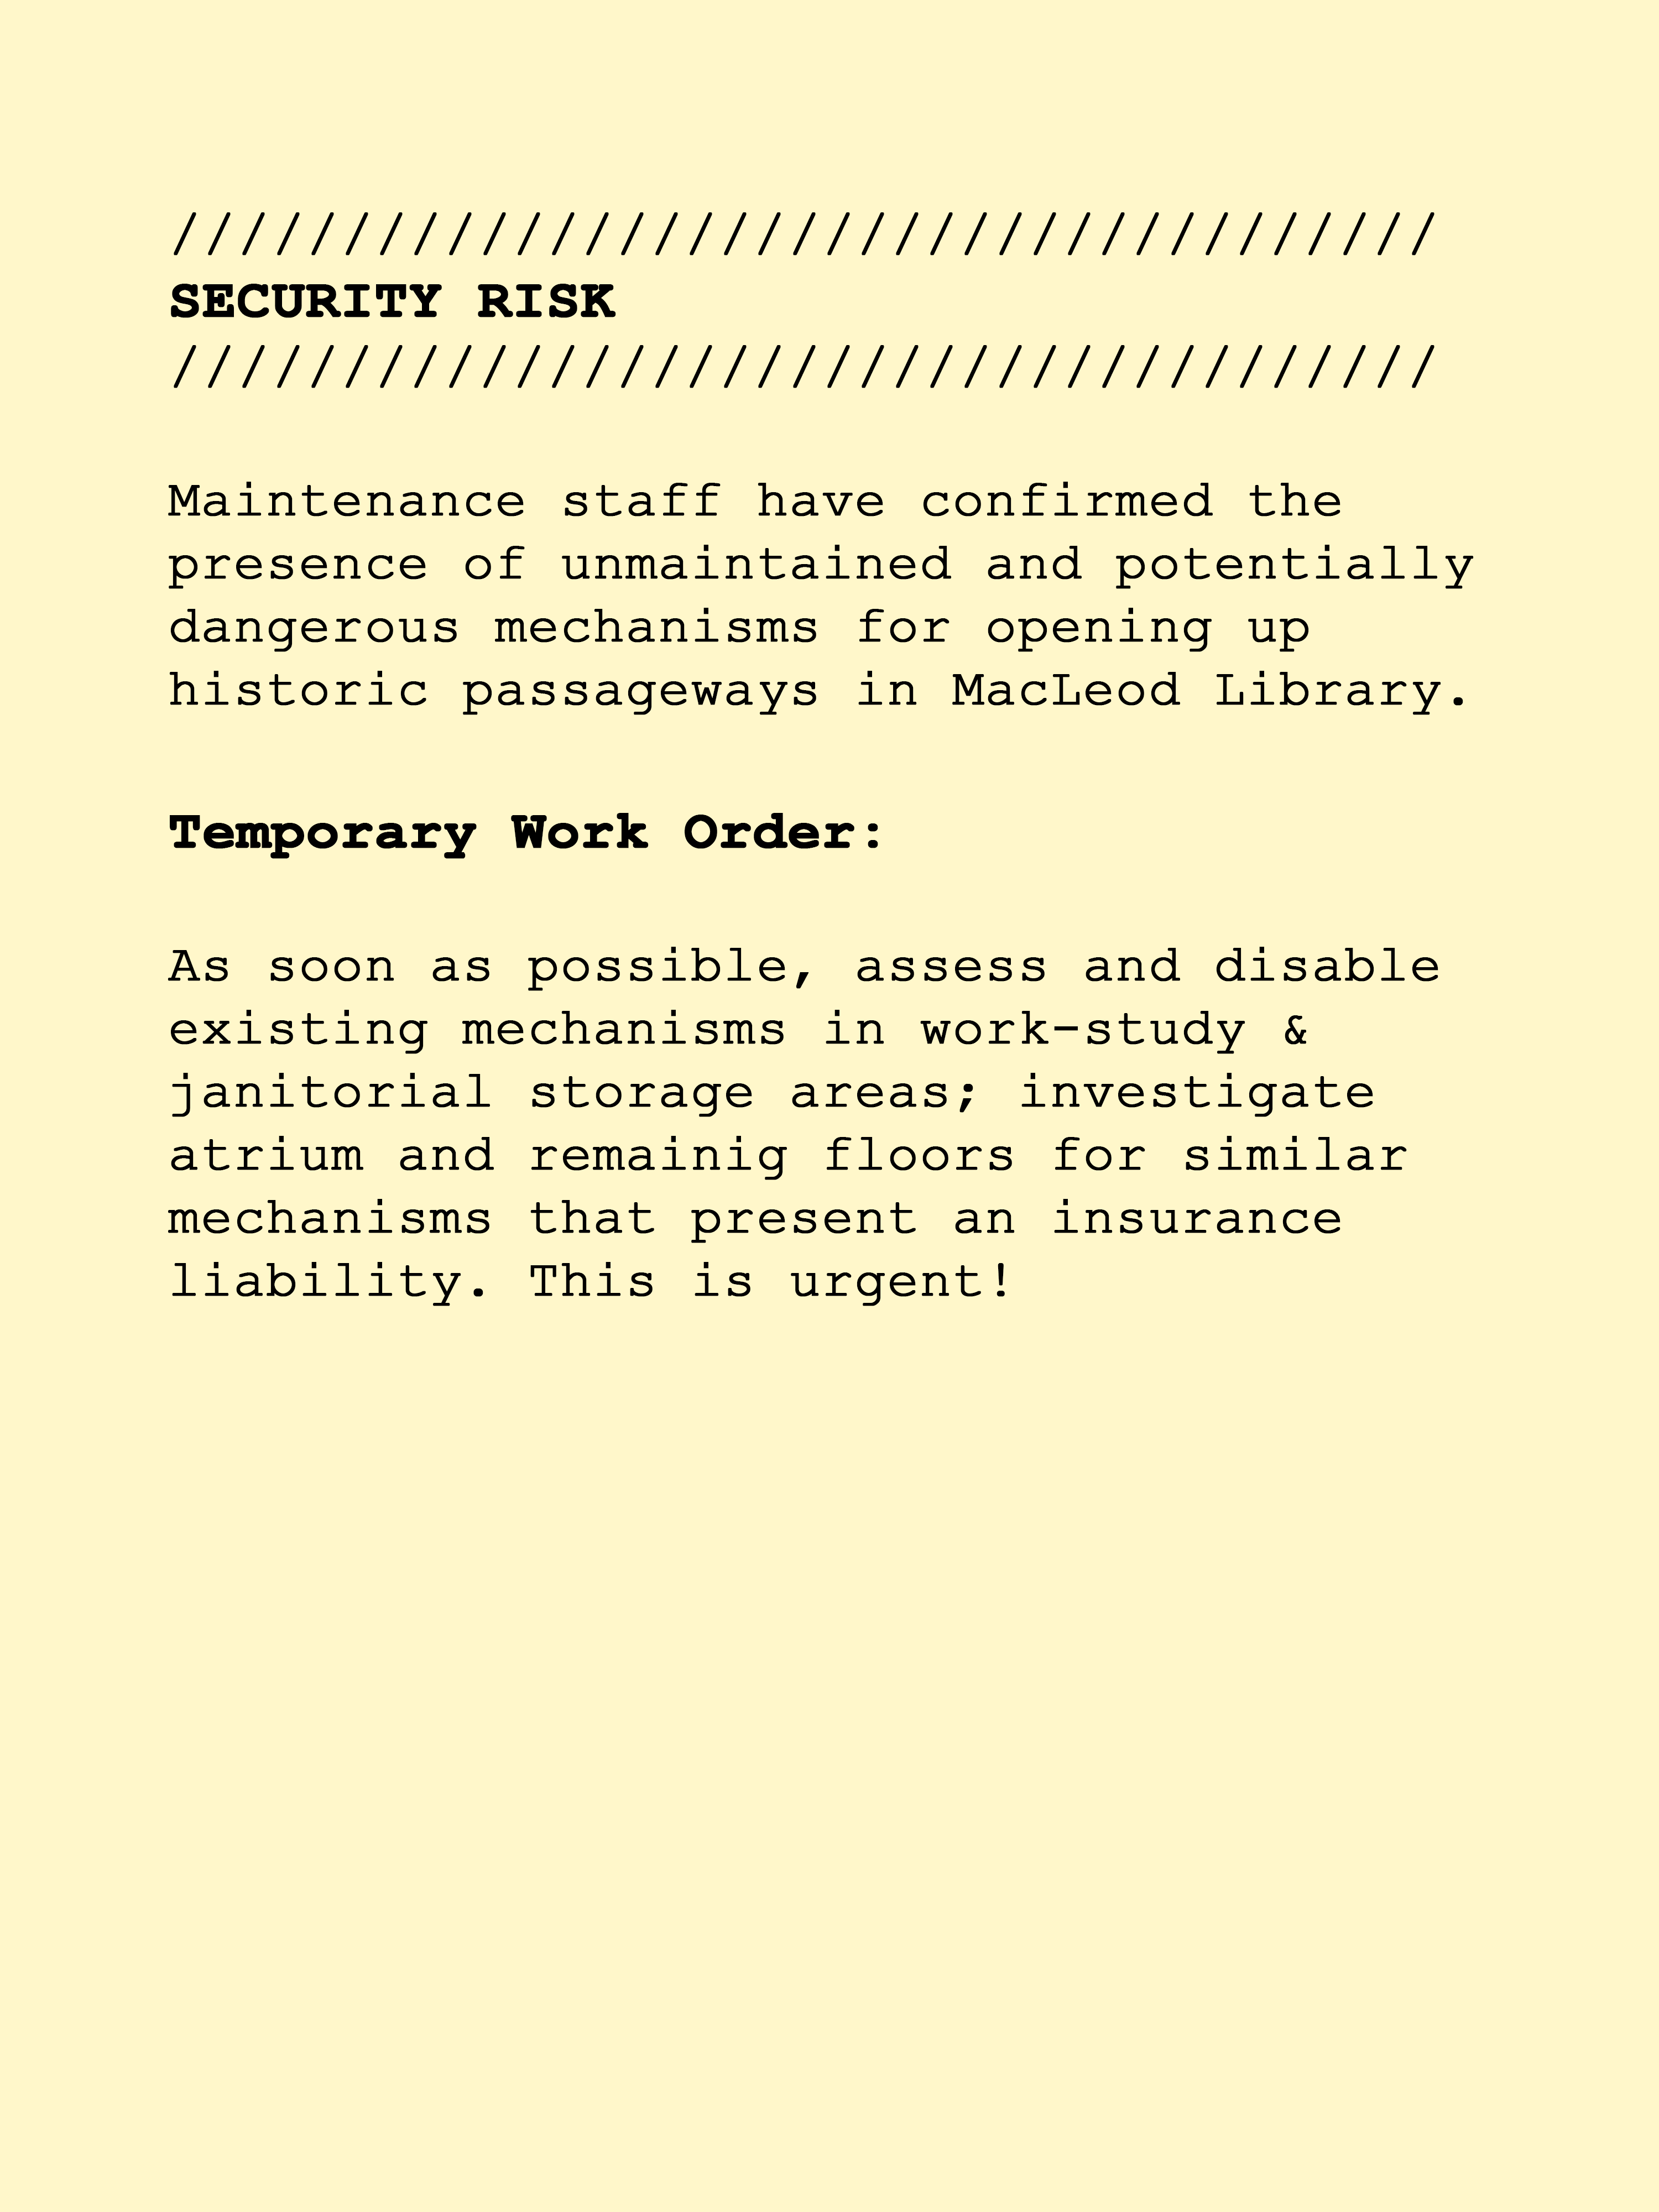 /////////////////////////////////////
SECURITY RISK
/////////////////////////////////////
Maintenance staff have confirmed the
presence of unmaintained and potentially
dangerous mechanisms for opening up
historic passageways in MacLeod Library.
Temporary Work Order:
As soon as possible, assess and disable
existing mechanisms in work-study &
janitorial storage areas; investigate
atrium and remainig floors for similar
mechanisms that present an insurance
liability. This is urgent!